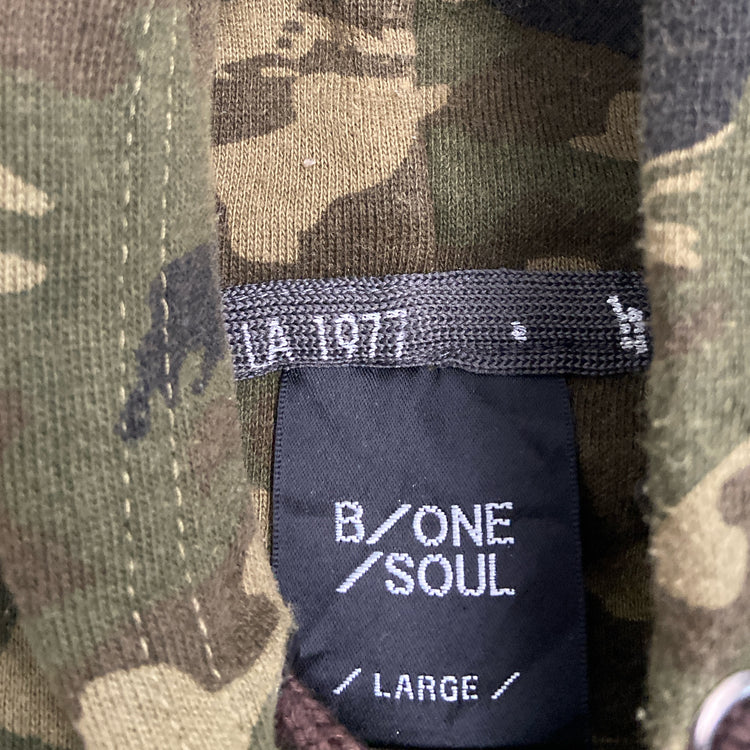 LA 1977
B/ONE
/SOUL
/ LARGE /